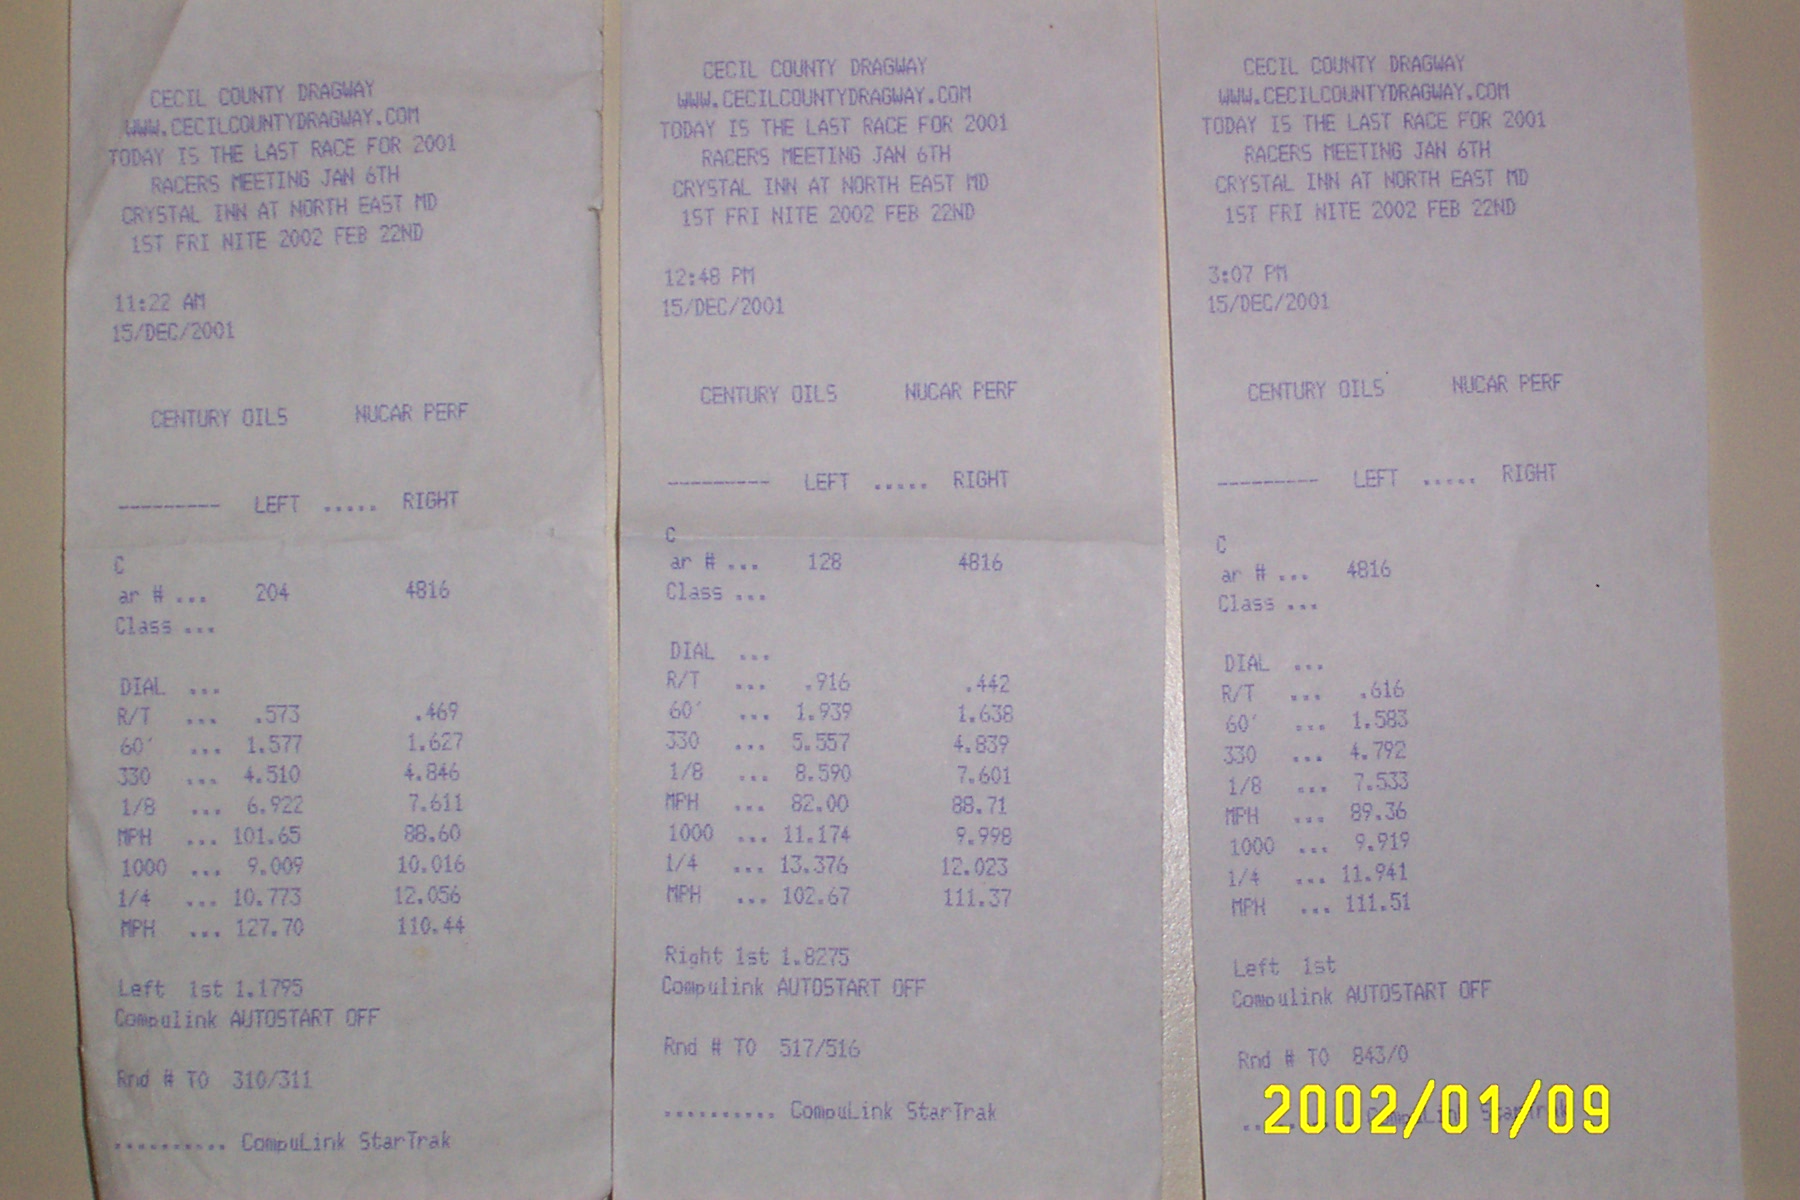 CECIL COUNTY DRAGWAY
WWW.CECILCOUNTYDRAGWAY.COM
TODAY IS THE LAST RACE FOR 2001
RACERS MEETING JAN 6TH
CRYSTAL INN AT NORTH EAST MD
1ST FRI NITE 2002 FEB 22ND
11:22 AM
15/DEC/2001
CENTURY OILS NUCAR PERF
--------- LEFT ..... RIGHT
C
ar # ... 204 4816
Class ...
DIAL ...
R/T ... .573 .469
60' ... 1.577 1.627
330 ... 4.510 4.846
1/8 ... 6.922 7.611
MPH ... 101.65 88.60
1000 ... 9.009 10.016
1/4 ... 10.773 12.056
MPH ... 127.70 110.44
Left 1st 1.1795
Compulink AUTOSTART OFF
Rnd # TO 310/311
.......... CompuLink StarTrak
CECIL COUNTY DRAGWAY
WWW.CECILCOUNTYDRAGWAY.COM
TODAY IS THE LAST RACE FOR 2001
RACERS MEETING JAN 6TH
CRYSTAL INN AT NORTH EAST MD
1ST FRI NITE 2002 FEB 22ND
12:48 PM
15/DEC/2001
CENTURY OILS NUCAR PERF
--------- LEFT ..... RIGHT
C
ar # ... 128 4816
Class ...
DIAL ...
R/T ... .916 .442
60' ... 1.939 1.638
330 ... 5.557 4.839
1/8 ... 8.590 7.601
MPH ... 82.00 88.71
1000 ... 11.174 9.998
1/4 ... 13.376 12.023
MPH ... 102.67 111.37
Right 1st 1.8275
Compulink AUTOSTART OFF
Rnd # TO 517/516
.......... CompuLink StarTrak
CECIL COUNTY DRAGWAY
WWW.CECILCOUNTYDRAGWAY.COM
TODAY IS THE LAST RACE FOR 2001
RACERS MEETING JAN 6TH
CRYSTAL INN AT NORTH EAST MD
1ST FRI NITE 2002 FEB 22ND
3:07 PM
15/DEC/2001
CENTURY OILS NUCAR PERF
--------- LEFT ..... RIGHT
C
ar # ... 4816
Class ...
DIAL ...
R/T ... .616
60' ... 1.583
330 ... 4.792
1/8 ... 7.533
MPH ... 89.36
1000 ... 9.919
1/4 ... 11.941
MPH ... 111.51
Left 1st
Compulink AUTOSTART OFF
Rnd # TO 843/0
CompuLink StarTrak
2002/01/09